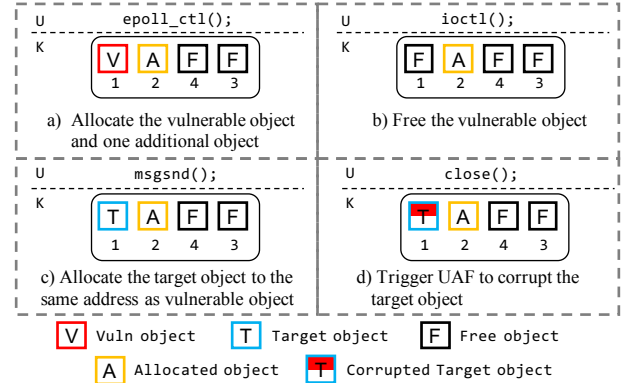 U epoll_ctl();
K
V A F F
1 2 4 3
a) Allocate the vulnerable object
and one additional object
U ioctl();
K
F A F F
1 2 4 3
b) Free the vulnerable object
U msgsnd();
K
T A F F
1 2 4 3
c) Allocate the target object to the
same address as vulnerable object
U close();
K
T A F F
1 2 4 3
d) Trigger UAF to corrupt the
target object
V Vuln object T Target object F Free object
A Allocated object T Corrupted Target object